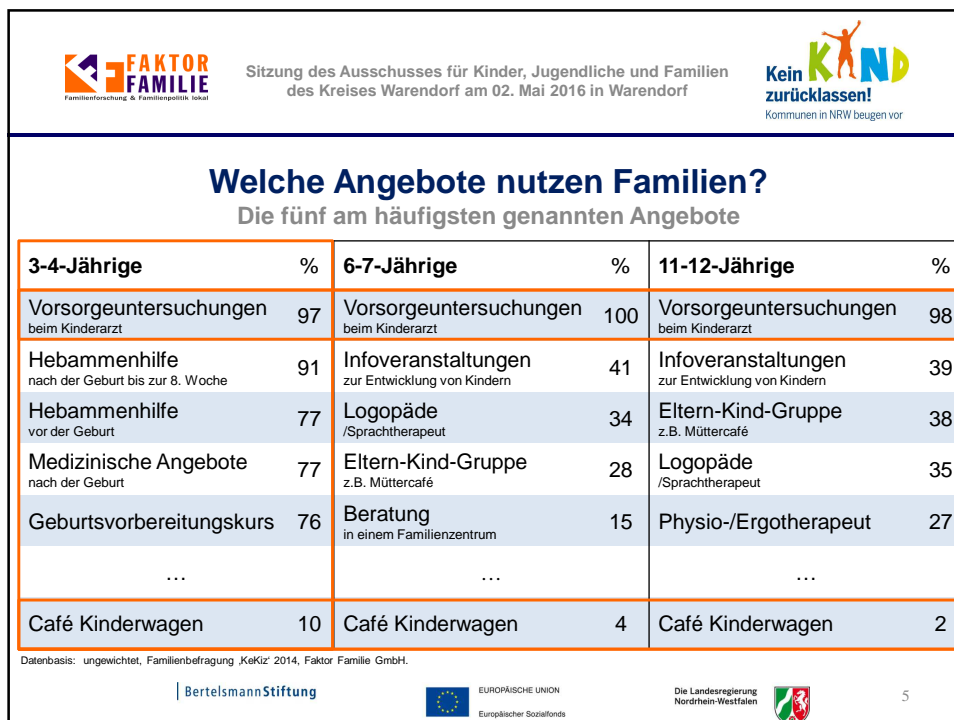 FAKTOR
FAMILIE
Familienforschung & Familienpolitik lokal
Sitzung des Ausschusses für Kinder, Jugendliche und Familien
des Kreises Warendorf am 02. Mai 2016 in Warendorf
Kein KIND
zurücklassen!
Kommunen in NRW beugen vor
Welche Angebote nutzen Familien?
Die fünf am häufigsten genannten Angebote
3-4-Jährige % 6-7-Jährige % 11-12-Jährige %
Vorsorgeuntersuchungen 97 Vorsorgeuntersuchungen 100 Vorsorgeuntersuchungen 98
beim Kinderarzt beim Kinderarzt beim Kinderarzt
Hebammenhilfe 91 Infoveranstaltungen 41 Infoveranstaltungen 39
nach der Geburt bis zur 8. Woche zur Entwicklung von Kindern zur Entwicklung von Kindern
Hebammenhilfe 77 Logopäde 34 Eltern-Kind-Gruppe 38
vor der Geburt /Sprachtherapeut z.B. Müttercafé
Medizinische Angebote 77 Eltern-Kind-Gruppe 28 Logopäde 35
nach der Geburt z.B. Müttercafé /Sprachtherapeut
Geburtsvorbereitungskurs 76 Beratung 15 Physio-/Ergotherapeut 27
in einem Familienzentrum
… … …
Café Kinderwagen 10 Café Kinderwagen 4 Café Kinderwagen 2
Datenbasis: ungewichtet, Familienbefragung ‚KeKiz‘ 2014, Faktor Familie GmbH.
BertelsmannStiftung
EUROPÄISCHE UNION
Europäischer Sozialfonds
Die Landesregierung
Nordrhein-Westfalen
5